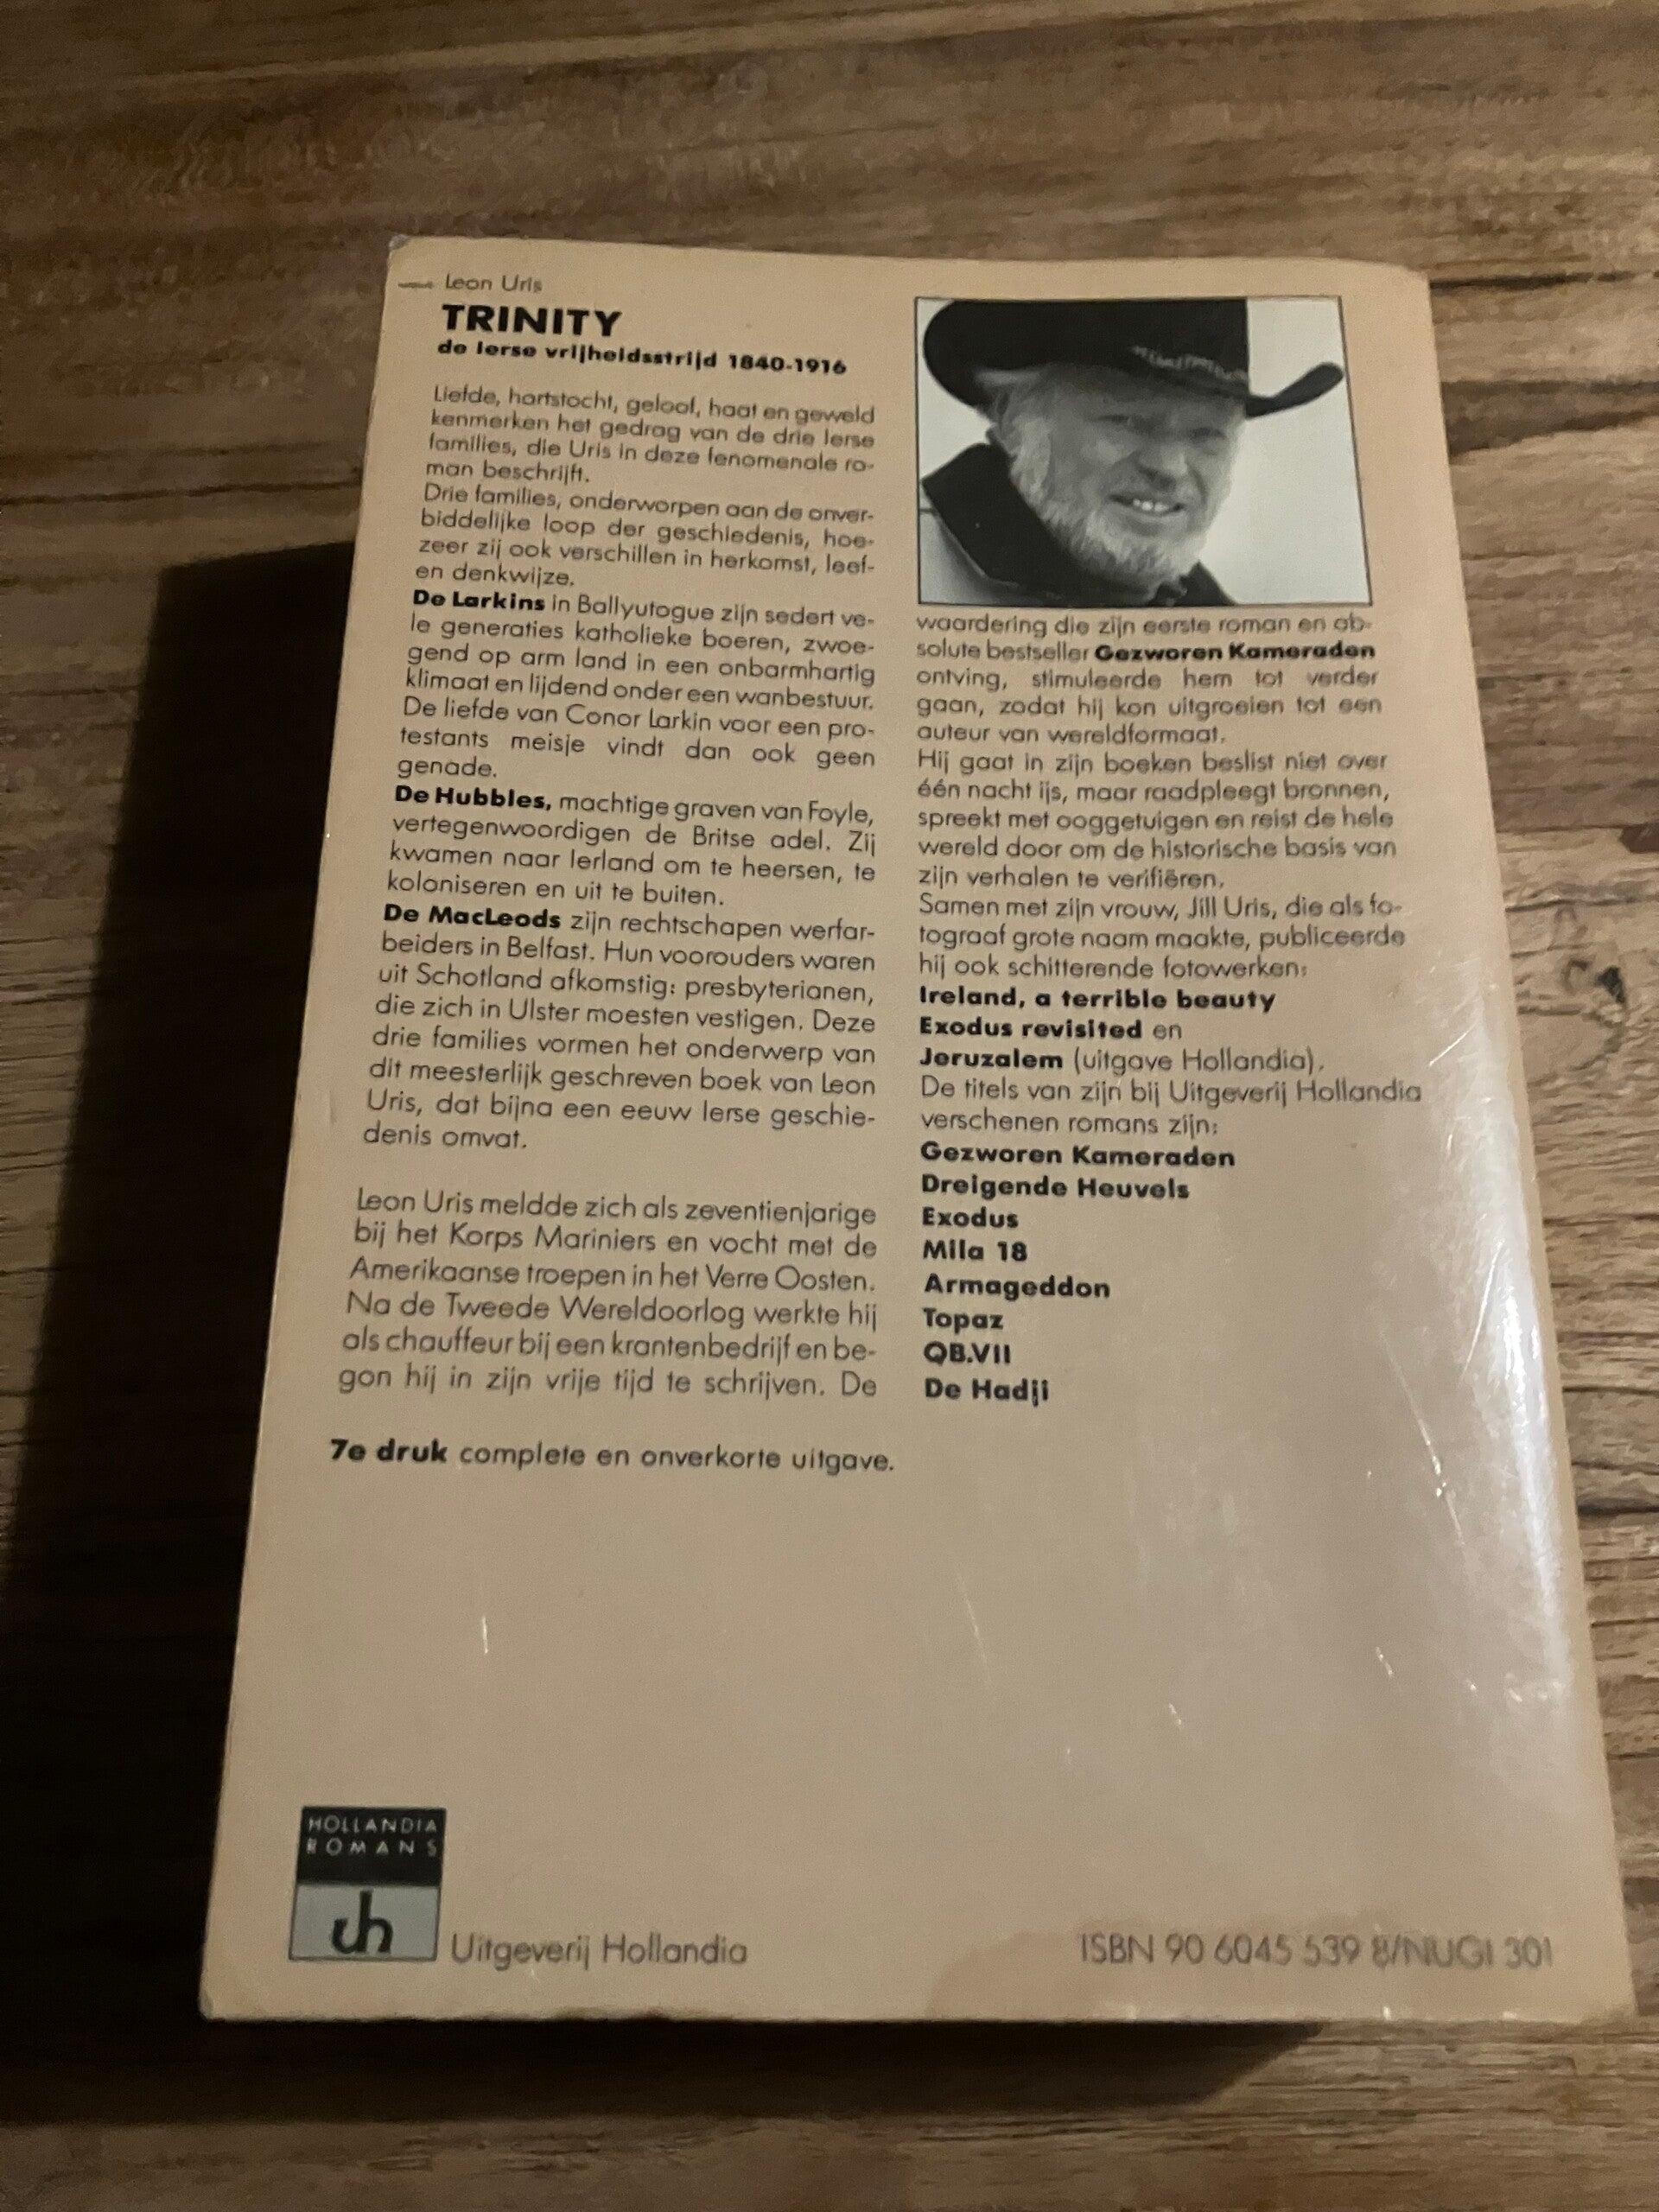 Leon Uris
TRINITY
de Ierse vrijheidsstrijd 1840-1916
Liefde, hartstocht, geloof, haat en geweld
kenmerken het gedrag van de drie Ierse
families, die Uris in deze fenomenale ro-
man beschrijft.
Drie families, onderworpen aan de onver-
biddelijke loop der geschiedenis, hoe-
zeer zij ook verschillen in herkomst, leef-
en denkwijze.
De Larkins in Ballyutogue zijn sedert ve-
le generaties katholieke boeren, zwoe-
gend op arm land in een onbarmhartig
klimaat en lijdend onder een wanbestuur.
De liefde van Conor Larkin voor een pro-
testants meisje vindt dan ook geen
genade.
De Hubbles, machtige graven van Foyle,
vertegenwoordigen de Britse adel. Zij
kwamen naar Ierland om te heersen, te
koloniseren en uit te buiten.
De MacLeods zijn rechtschapen werfar-
beiders in Belfast. Hun voorouders waren
uit Schotland afkomstig: presbyterianen,
die zich in Ulster moesten vestigen. Deze
drie families vormen het onderwerp van
dit meesterlijk geschreven boek van Leon
Uris, dat bijna een eeuw Ierse geschie-
denis omvat.
Leon Uris meldde zich als zeventienjarige
bij het Korps Mariniers en vocht met de
Amerikaanse troepen in het Verre Oosten.
Na de Tweede Wereldoorlog werkte hij
als chauffeur bij een krantenbedrijf en be-
gon hij in zijn vrije tijd te schrijven. De
waardering die zijn eerste roman en ab-
solute bestseller Gezworen Kameraden
ontving, stimuleerde hem tot verder
gaan, zodat hij kon uitgroeien tot een
auteur van wereldformaat.
Hij gaat in zijn boeken beslist niet over
één nacht ijs, maar raadpleegt bronnen,
spreekt met ooggetuigen en reist de hele
wereld door om de historische basis van
zijn verhalen te verifiëren.
Samen met zijn vrouw, Jill Uris, die als fo-
tograaf grote naam maakte, publiceerde
hij ook schitterende fotowerken:
Ireland, a terrible beauty
Exodus revisited en
Jeruzalem (uitgave Hollandia).
De titels van zijn bij Uitgeverij Hollandia
verschenen romans zijn:
Gezworen Kameraden
Dreigende Heuvels
Exodus
Mila 18
Armageddon
Topaz
QB.VII
De Hadji
7e druk complete en onverkorte uitgave.
HOLLANDIA
ROMANS
uh
Uitgeverij Hollandia
ISBN 90 6045 539 8/NUGI 301